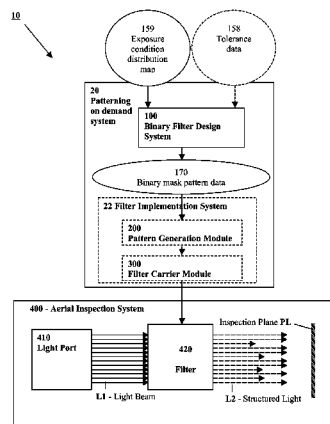 10
159
Exposure
condition
distribution
map
158
Tolerance
data
20
Patterning
on demand
system
100
Binary Filter Design
System
170
Binary mask pattern data
22 Filter Implementation System
200
Pattern Generation Module
300
Filter Carrier Module
400 - Aerial Inspection System
Inspection Plane PL
410
Light Port
420
Filter
L1 - Light Beam
L2 - Structured Light